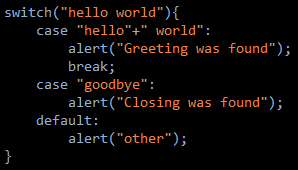 switch("hello world"){
    case "hello"+" world":
        alert("Greeting was found");
        break;
    case "goodbye":
        alert("Closing was found");
    default:
        alert("other");
}